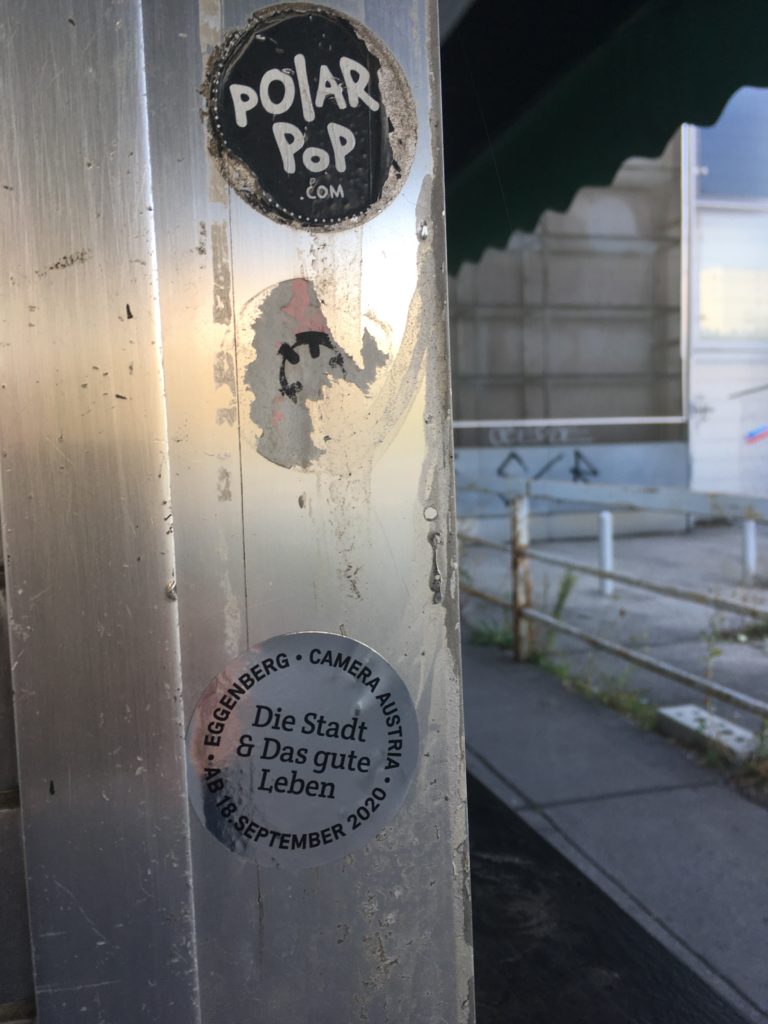 POLAR
POP
.COM
EGGENBERG • CAMERA AUSTRIA •
Die Stadt
& Das gute
Leben
AB 18. SEPTEMBER 2020 •